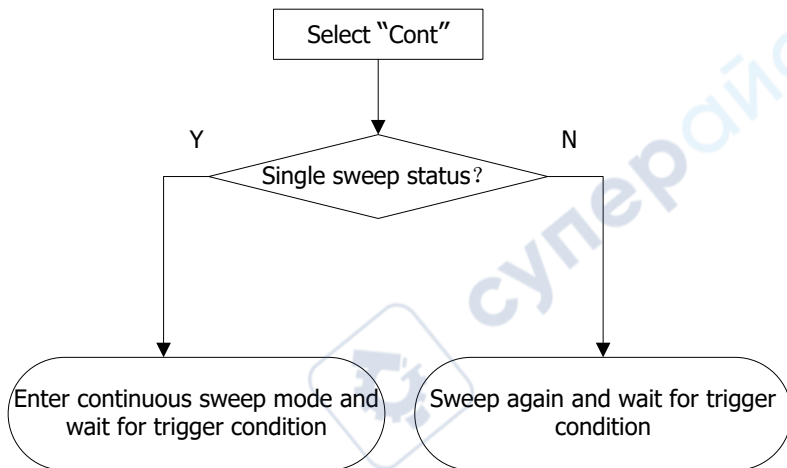 Select “Cont”
Y
N
Single sweep status？
Enter continuous sweep mode and
wait for trigger condition
Sweep again and wait for trigger
condition
суперайс